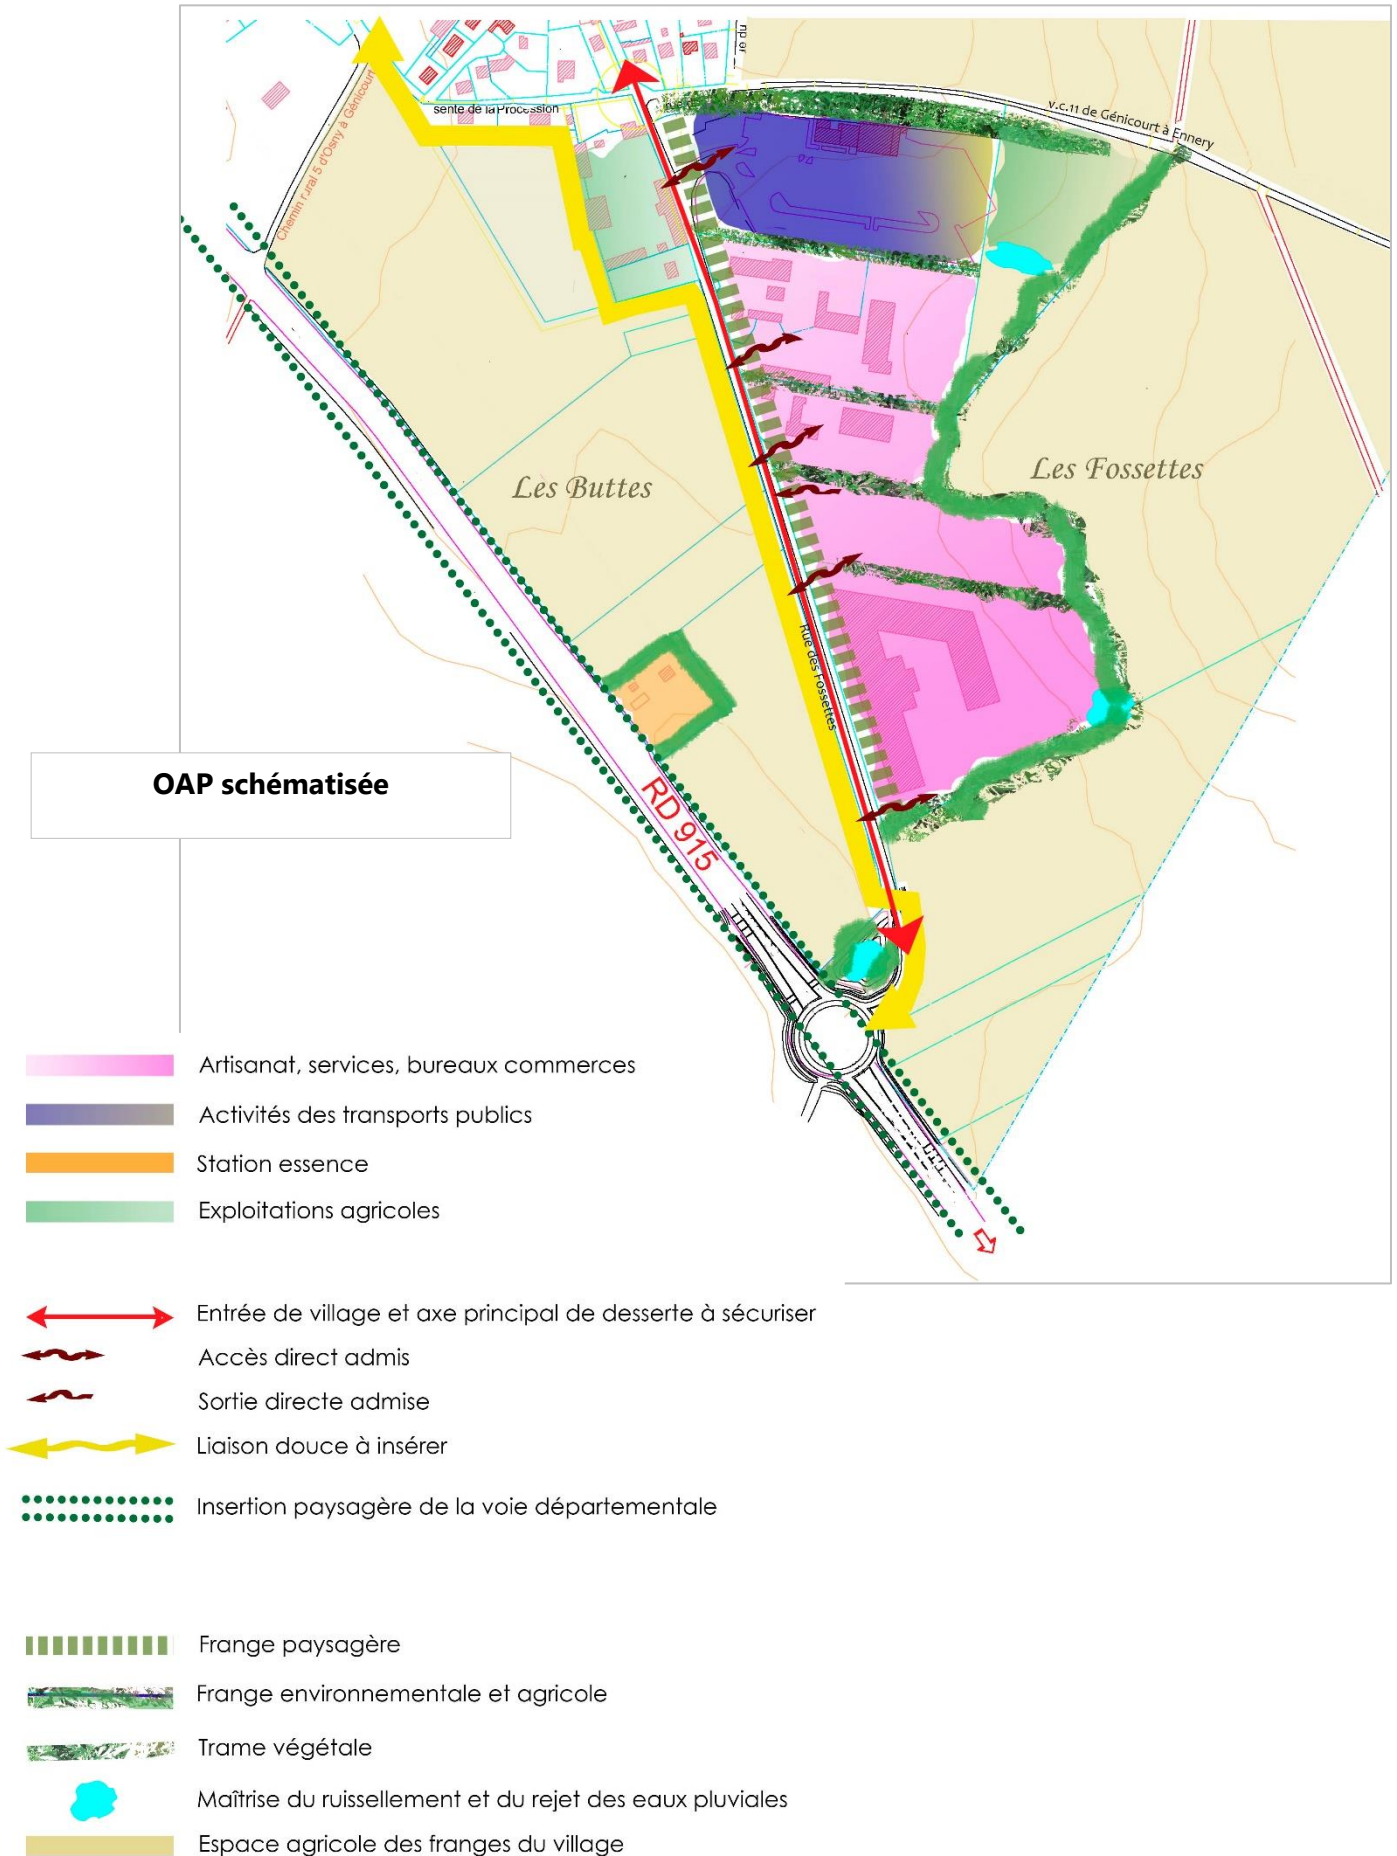 sente de la Procession
Chemin rural 5 d'Osny à Génicourt
v.c.11 de Génicourt à Ennery
Les Buttes
Les Fossettes
Rue des Fossettes
RD 915
OAP schématisée
Artisanat, services, bureaux commerces
Activités des transports publics
Station essence
Exploitations agricoles
Entrée de village et axe principal de desserte à sécuriser
Accès direct admis
Sortie directe admise
Liaison douce à insérer
Insertion paysagère de la voie départementale
Frange paysagère
Frange environnementale et agricole
Trame végétale
Maîtrise du ruissellement et du rejet des eaux pluviales
Espace agricole des franges du village